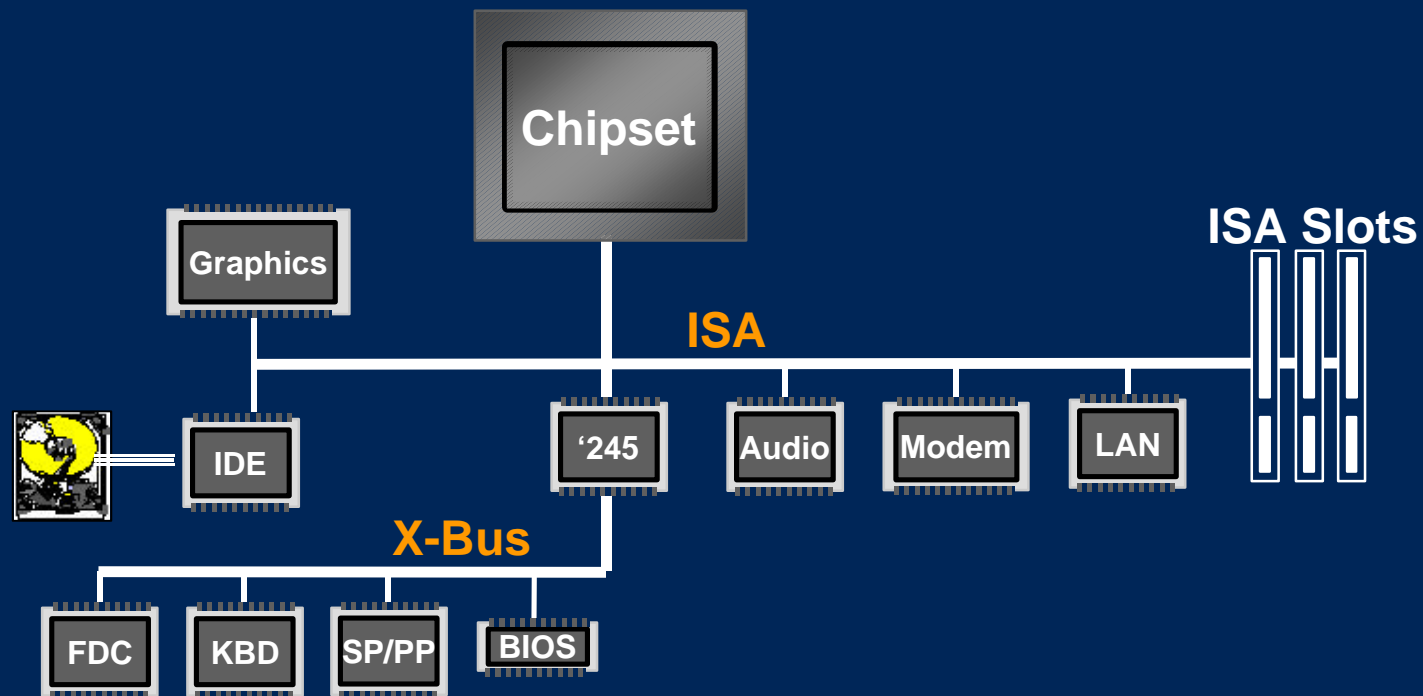 Chipset
ISA Slots
Graphics
ISA
IDE
‘245
Audio
Modem
LAN
X-Bus
FDC
KBD
SP/PP
BIOS